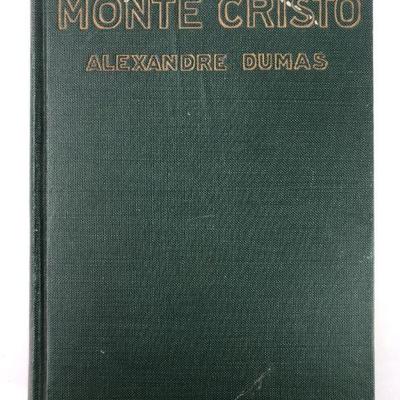 MONTE CRISTO
ALEXANDRE DUMAS